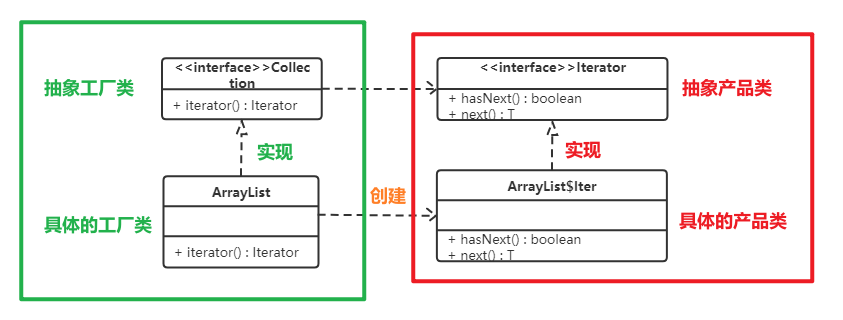 抽象工厂类
<<interface>>Collec
tion
+ iterator() : Iterator
<<interface>>Iterator
+ hasNext() : boolean
+ next() : T
抽象产品类
实现
实现
具体的工厂类
ArrayList
+ iterator() : Iterator
创建
ArrayList$Iter
+ hasNext() : boolean
+ next() : T
具体的产品类